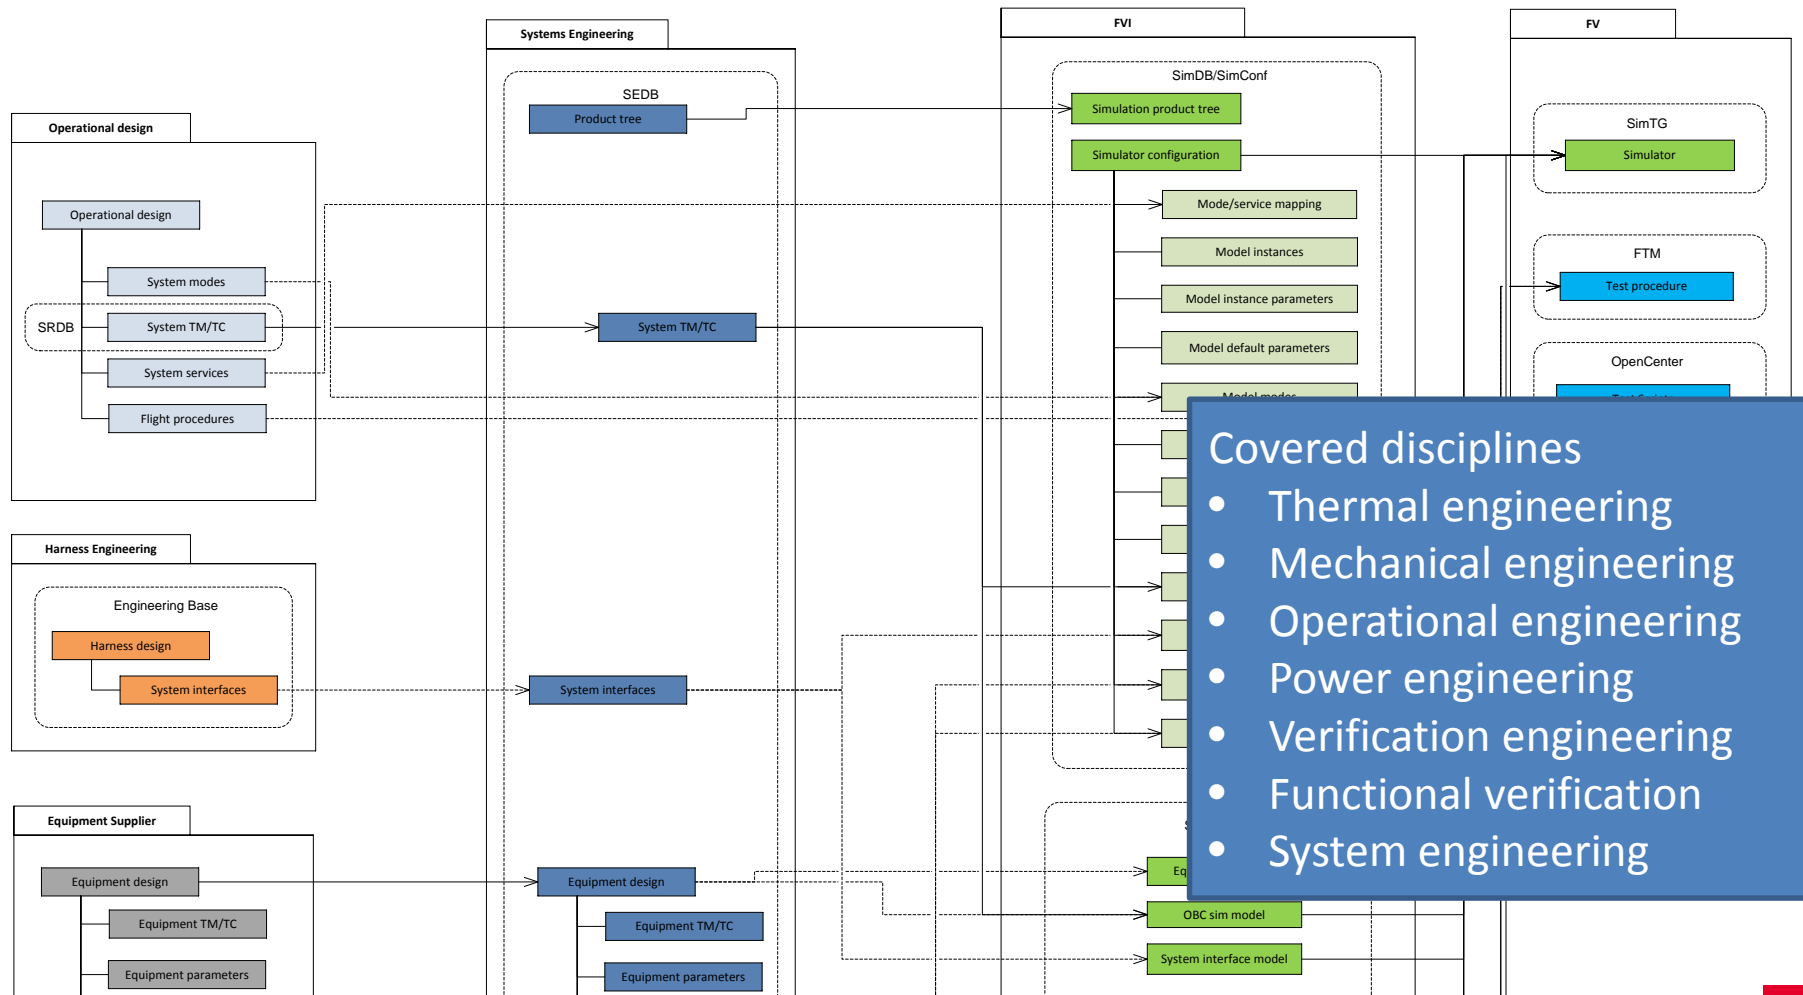 Operational design
Operational design
System modes
SRDB
System TM/TC
System services
Flight procedures
Harness Engineering
Engineering Base
Harness design
System interfaces
Equipment Supplier
Equipment design
Equipment TM/TC
Equipment parameters
Systems Engineering
SEDB
Product tree
System TM/TC
System interfaces
Equipment design
Equipment TM/TC
Equipment parameters
FVI
SimDB/SimConf
Simulation product tree
Simulator configuration
Mode/service mapping
Model instances
Model instance parameters
Model default parameters
Model modes
OBC sim model
System interface model
FV
SimTG
Simulator
FTM
Test procedure
OpenCenter
Covered disciplines
• Thermal engineering
• Mechanical engineering
• Operational engineering
• Power engineering
• Verification engineering
• Functional verification
• System engineering